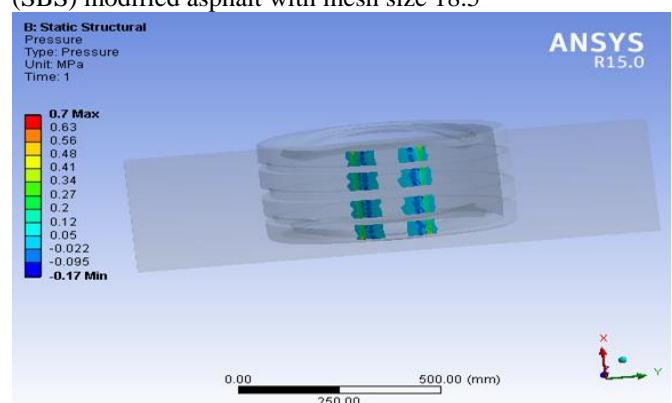 (SBS) modified asphalt with mesh size 18.5
B: Static Structural
Pressure
Type: Pressure
Unit: MPa
Time: 1
ANSYS
R15.0
0.7 Max
0.63
0.56
0.48
0.41
0.34
0.27
0.2
0.12
0.05
-0.022
-0.095
-0.17 Min
X
Y
0.00
500.00 (mm)
250.00